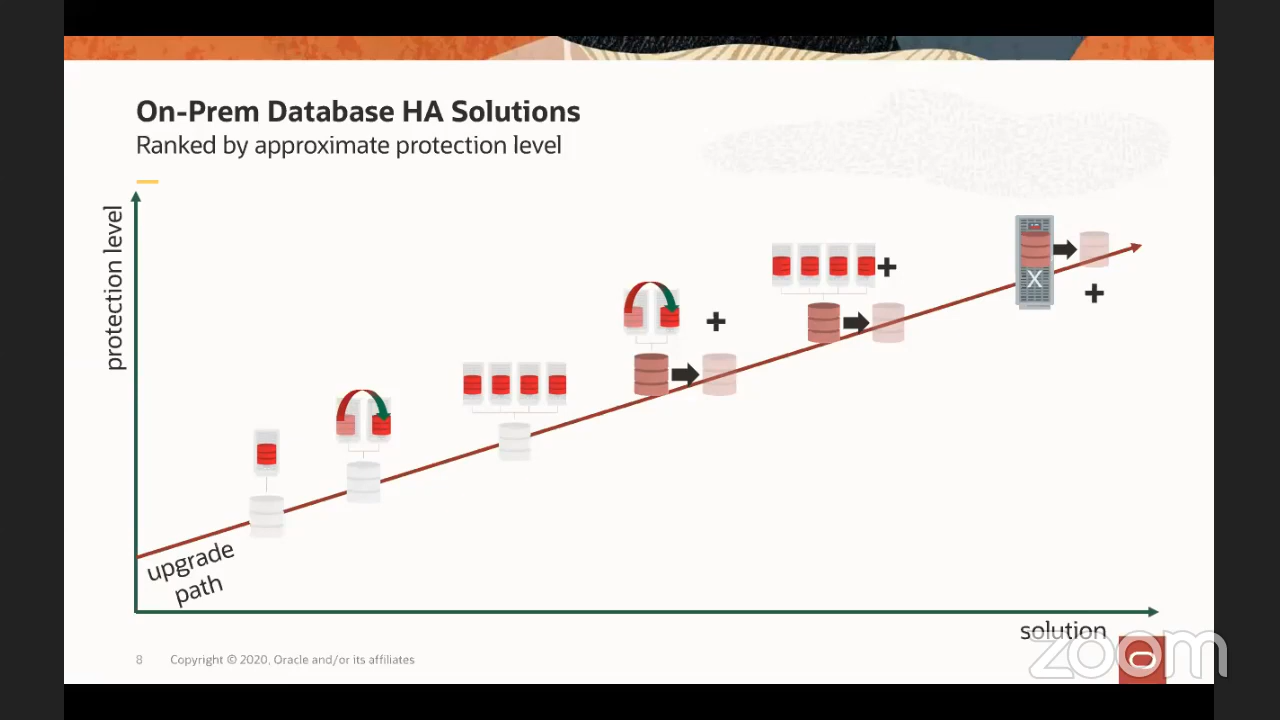 On-Prem Database HA Solutions
Ranked by approximate protection level
protection level
+
+
X
+
upgrade
path
solution
8 Copyright © 2020, Oracle and/or its affiliates
zoom